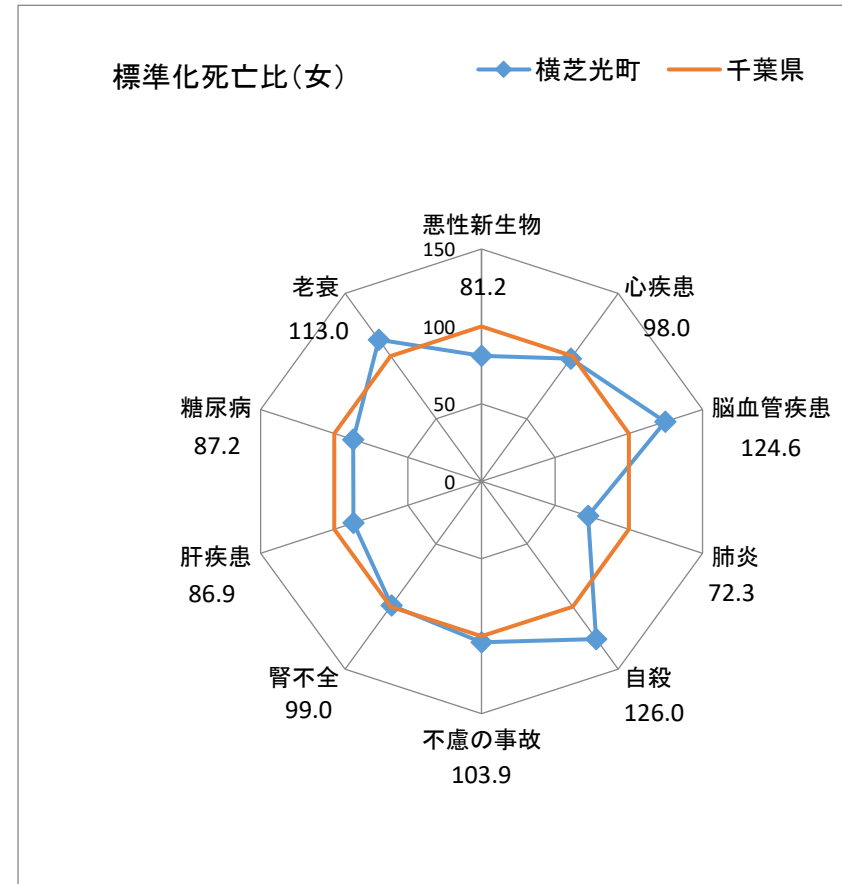 標準化死亡比(女)
横芝光町
千葉県
悪性新生物
150
81.2
老衰
113.0
心疾患
98.0
100
糖尿病
87.2
脳血管疾患
124.6
50
0
肝疾患
86.9
肺炎
72.3
腎不全
99.0
自殺
126.0
不慮の事故
103.9